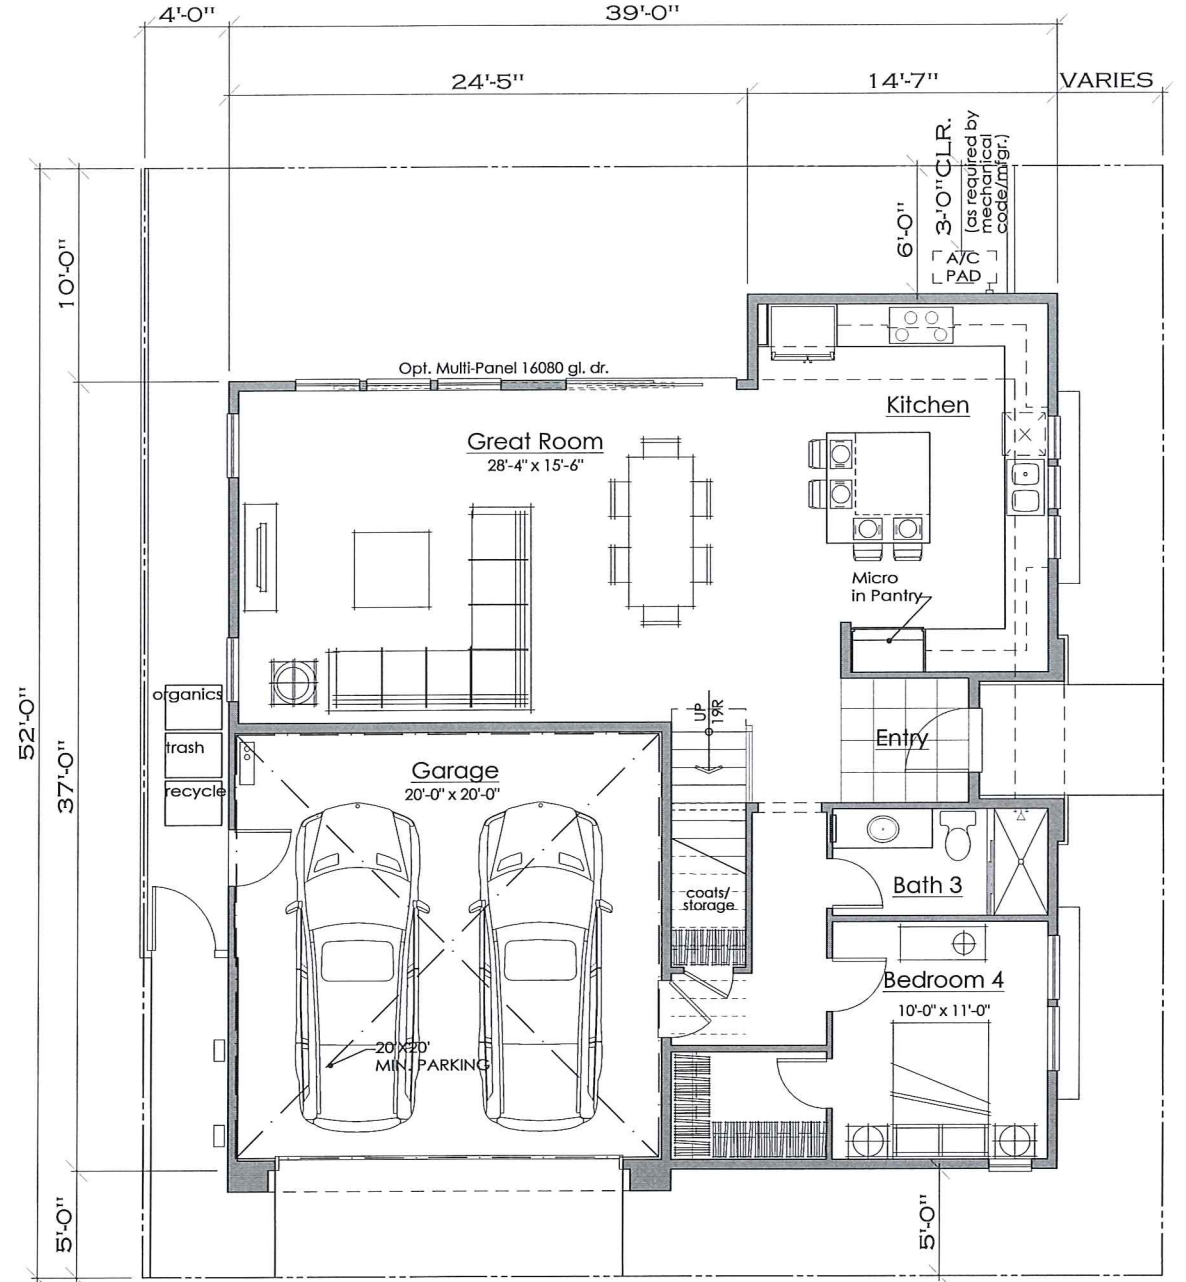 4'-0"
39'-0"
24'-5"
14'-7"
VARIES
3'-0"CLR.
(as required by
mechanical
code/mfgr.)
6'-0"
A/C
PAD
10'-0"
Opt. Multi-Panel 16080 gl. dr.
Kitchen
Great Room
28'-4" x 15'-6"
Micro
in Pantry
52'-0"
37'-0"
organics
trash
recycle
UP
19R
Entry
Garage
20'-0" x 20'-0"
coats/
storage
Bath 3
Bedroom 4
10'-0" x 11'-0"
20'X20'
MIN. PARKING
5'-0"
5'-0"